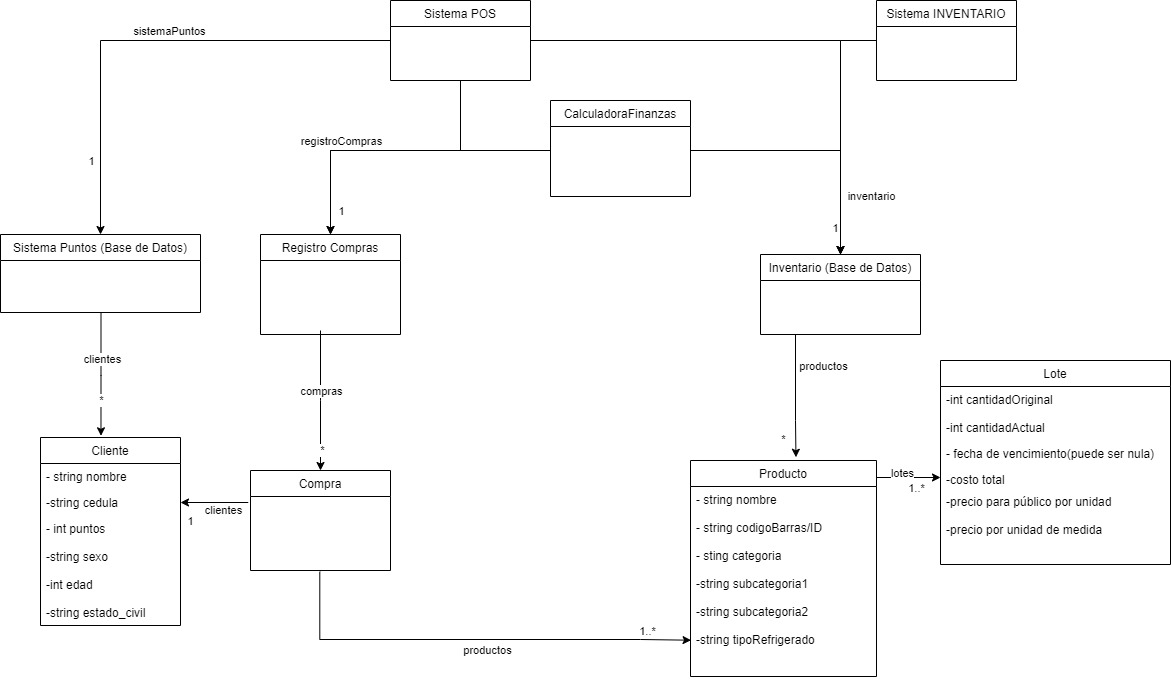 Sistema POS
Sistema INVENTARIO
sistemaPuntos
CalculadoraFinanzas
registroCompras
1
inventario
1
1
Sistema Puntos (Base de Datos)
Registro Compras
Inventario (Base de Datos)
clientes
*
compras
*
productos
*
Cliente
- string nombre
-string cedula
- int puntos
-string sexo
-int edad
-string estado_civil
Compra
clientes
1
productos
1..*
Producto
- string nombre
- string codigoBarras/ID
- sting categoria
-string subcategoria1
-string subcategoria2
-string tipoRefrigerado
lotes
1..*
Lote
-int cantidadOriginal
-int cantidadActual
- fecha de vencimiento(puede ser nula)
-costo total
-precio para público por unidad
-precio por unidad de medida